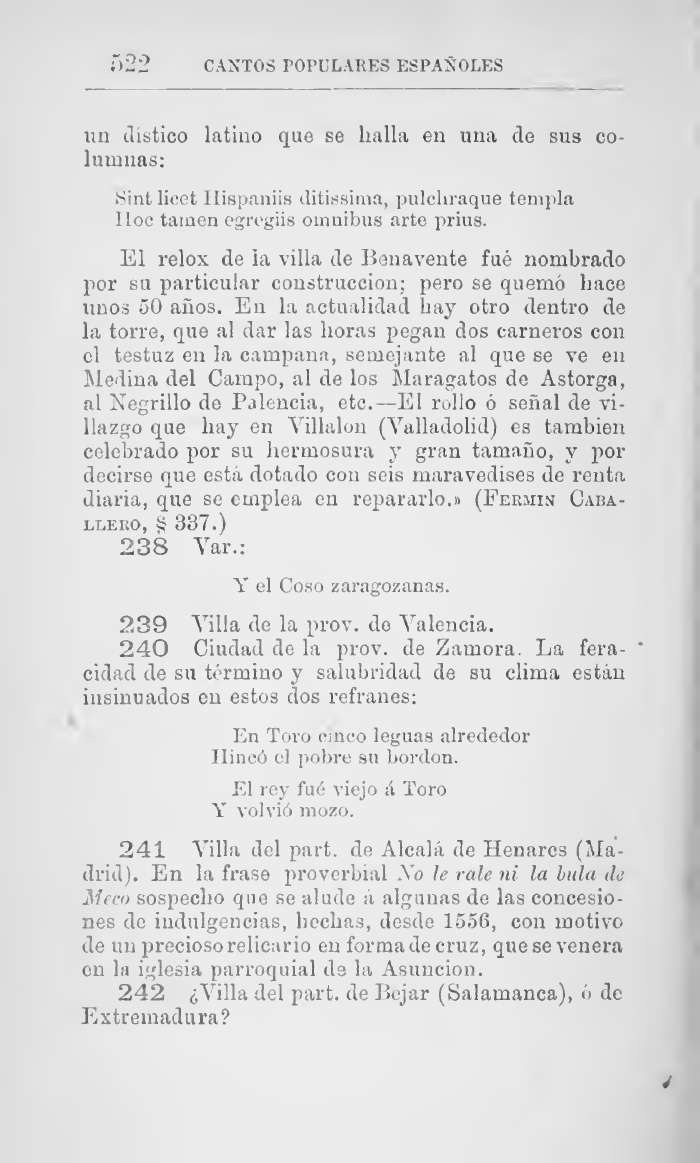 522 CANTOS POPULARES ESPAÑOLES
un dístico latino que se halla en una de sus co-
lumnas:
Sint licet Hispaniis ditissima, pulchraque templa
Hoc tamen egregiis omnibus arte prius.
El relox de la villa de Benavente fué nombrado
por su particular construccion; pero se quemó hace
unos 50 años. En la actualidad hay otro dentro de
la torre, que al dar las horas pegan dos carneros con
el testuz en la campana, semejante al que se ve en
Medina del Campo, al de los Maragatos de Astorga,
al Negrillo de Palencia, etc.—El rollo ó señal de vi-
llazgo que hay en Villalon (Valladolid) es tambien
celebrado por su hermosura y gran tamaño, y por
decirse que está dotado con seis maravedises de renta
diaria, que se emplea en repararlo.» (FERMIN CABA-
LLERO, § 337.)
238 Var.:
Y el Coso zaragozanas.
239 Villa de la prov. de Valencia.
240 Ciudad de la prov. de Zamora. La fera-
cidad de su término y salubridad de su clima están
insinuados en estos dos refranes:
En Toro cinco leguas alrededor
Hincó el pobre su bordon.
El rey fué viejo á Toro
Y volvió mozo.
241 Villa del part. de Alcalá de Henares (Ma-
drid). En la frase proverbial No le vale ni la bula de
Meco sospecho que se alude á algunas de las concesio-
nes de indulgencias, hechas, desde 1556, con motivo
de un precioso relicario en forma de cruz, que se venera
en la iglesia parroquial de la Asuncion.
242 ¿Villa del part. de Bejar (Salamanca), ó de
Extremadura?